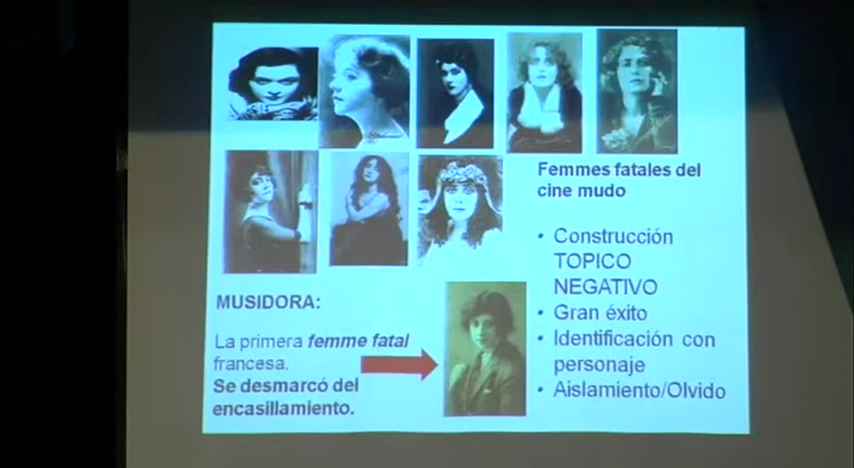 Femmes fatales del
cine mudo
• Construcción
TOPICO
NEGATIVO
• Gran éxito
• Identificación con
personaje
• Aislamiento/Olvido
MUSIDORA:
La primera femme fatal
francesa.
Se desmarcó del
encasillamiento.